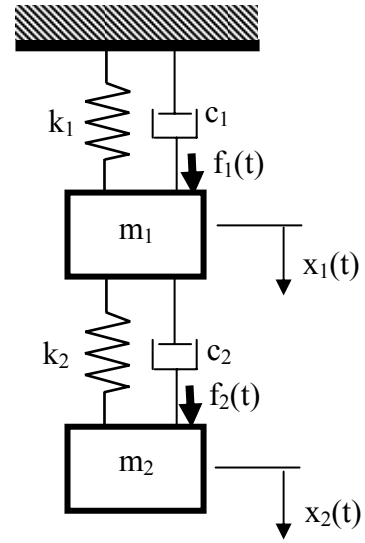 k₁ c₁
f₁(t)
m₁
x₁(t)
k₂ c₂
f₂(t)
m₂
x₂(t)